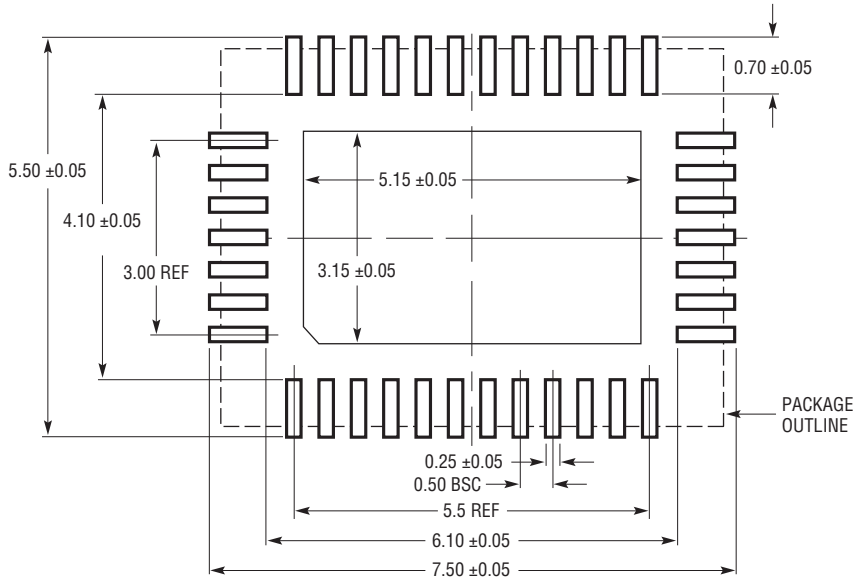 0.70 ±0.05
5.50 ±0.05
5.15 ±0.05
4.10 ±0.05
3.00 REF
3.15 ±0.05
PACKAGE
OUTLINE
0.25 ±0.05
0.50 BSC
5.5 REF
6.10 ±0.05
7.50 ±0.05